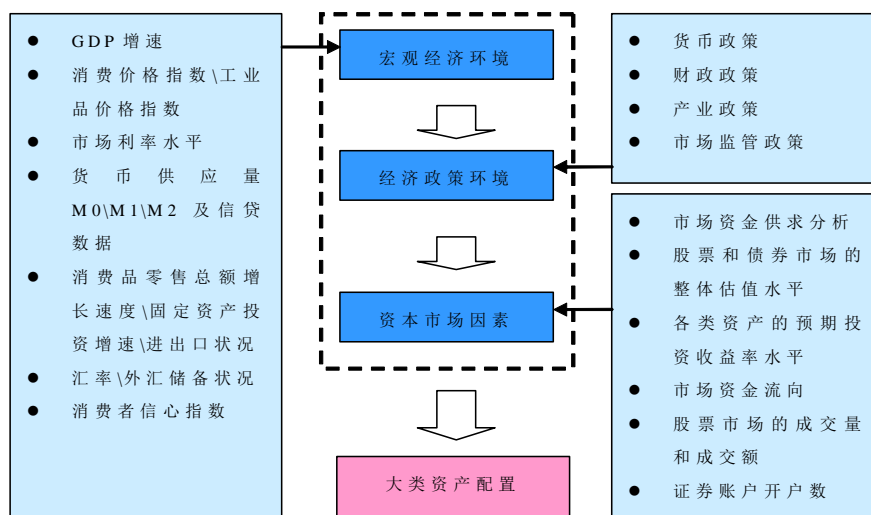 ● GDP 增速
● 消费价格指数\工业
品价格指数
● 市场利率水平
● 货币供应量
M0\M1\M2 及信贷
数据
● 消费品零售总额增
长速度\固定资产投
资增速\进出口状况
● 汇率\外汇储备状况
● 消费者信心指数
宏观经济环境
经济政策环境
资本市场因素
大类资产配置
● 货币政策
● 财政政策
● 产业政策
● 市场监管政策
● 市场资金供求分析
● 股票和债券市场的
整体估值水平
● 各类资产的预期投
资收益率水平
● 市场资金流向
● 股票市场的成交量
和成交额
● 证券账户开户数